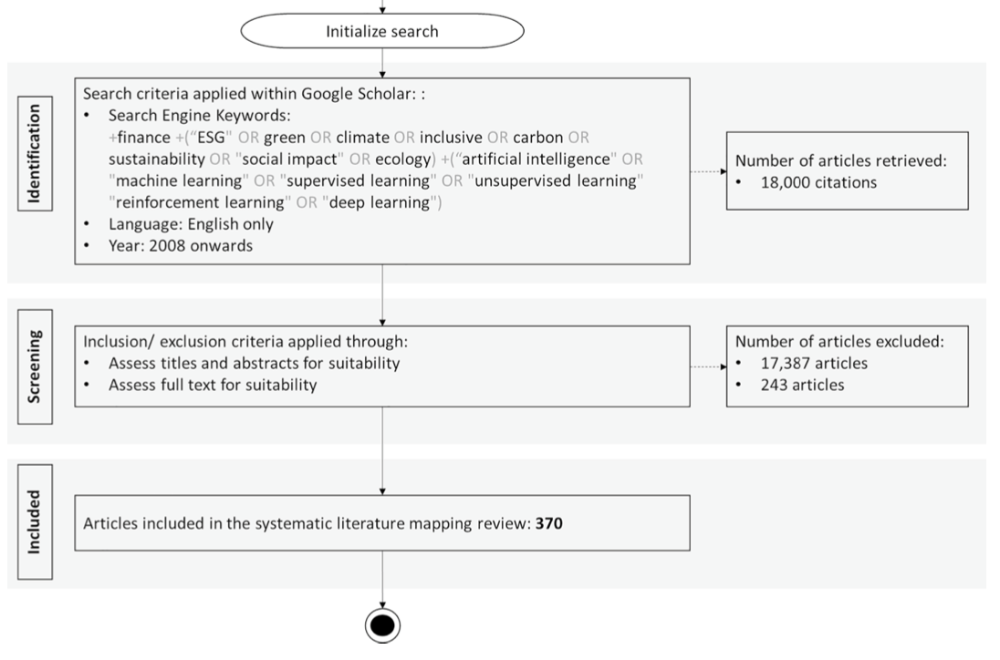 Initialize search
Identification
Search criteria applied within Google Scholar: :
• Search Engine Keywords:
+finance +("ESG" OR green OR climate OR inclusive OR carbon OR
sustainability OR "social impact" OR ecology) +("artificial intelligence" OR
"machine learning" OR "supervised learning" OR "unsupervised learning"
"reinforcement learning" OR "deep learning")
• Language: English only
• Year: 2008 onwards
Number of articles retrieved:
• 18,000 citations
Screening
Inclusion/ exclusion criteria applied through:
• Assess titles and abstracts for suitability
• Assess full text for suitability
Number of articles excluded:
• 17,387 articles
• 243 articles
Included
Articles included in the systematic literature mapping review: 370